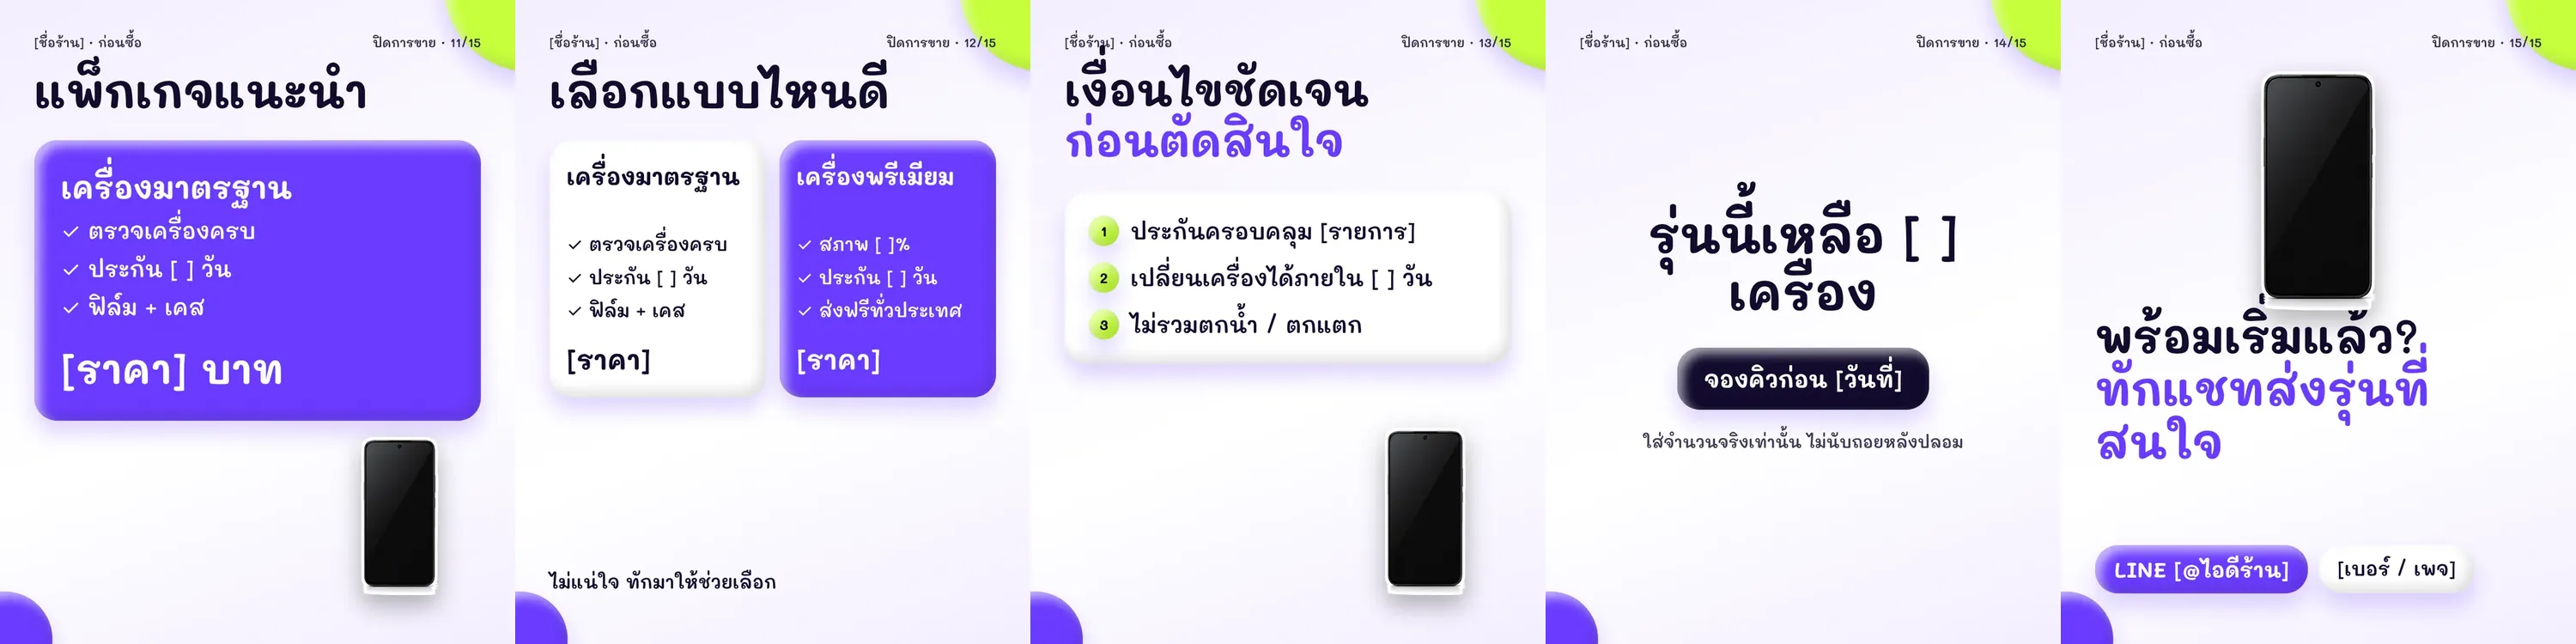 [ชื่อร้าน] · ก่อนซื้อ
ปิดการขาย · 11/15
แพ็กเกจแนะนำ
เครื่องมาตรฐาน
✓ ตรวจเครื่องครบ
✓ ประกัน [ ] วัน
✓ ฟิล์ม + เคส
[ราคา] บาท
[ชื่อร้าน] · ก่อนซื้อ
ปิดการขาย · 12/15
เลือกแบบไหนดี
เครื่องมาตรฐาน
✓ ตรวจเครื่องครบ
✓ ประกัน [ ] วัน
✓ ฟิล์ม + เคส
[ราคา]
เครื่องพรีเมียม
✓ สภาพ [ ]%
✓ ประกัน [ ] วัน
✓ ส่งฟรีทั่วประเทศ
[ราคา]
ไม่แน่ใจ ทักมาให้ช่วยเลือก
[ชื่อร้าน] · ก่อนซื้อ
ปิดการขาย · 13/15
เงื่อนไขชัดเจน
ก่อนตัดสินใจ
1 ประกันครอบคลุม [รายการ]
2 เปลี่ยนเครื่องได้ภายใน [ ] วัน
3 ไม่รวมตกน้ำ / ตกแตก
[ชื่อร้าน] · ก่อนซื้อ
ปิดการขาย · 14/15
รุ่นนี้เหลือ [ ]
เครื่อง
จองคิวก่อน [วันที่]
ใส่จำนวนจริงเท่านั้น ไม่นับถอยหลังปลอม
[ชื่อร้าน] · ก่อนซื้อ
ปิดการขาย · 15/15
พร้อมเริ่มแล้ว?
ทักแชทส่งรุ่นที่
สนใจ
LINE [@ไอดีร้าน]
[เบอร์ / เพจ]